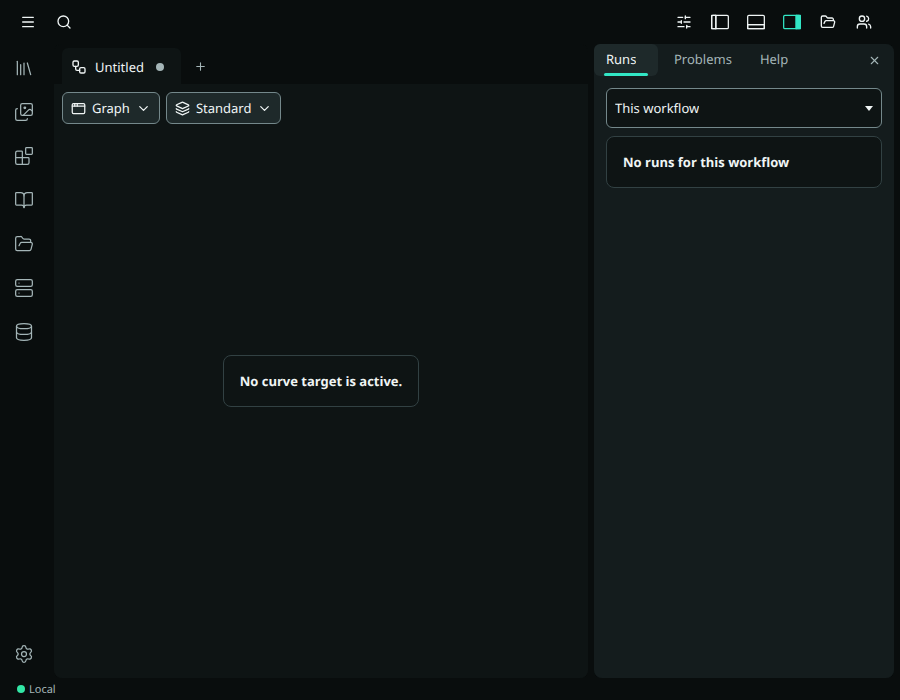 Untitled
Runs
Problems
Help
Graph
Standard
This workflow
No runs for this workflow
No curve target is active.
Local